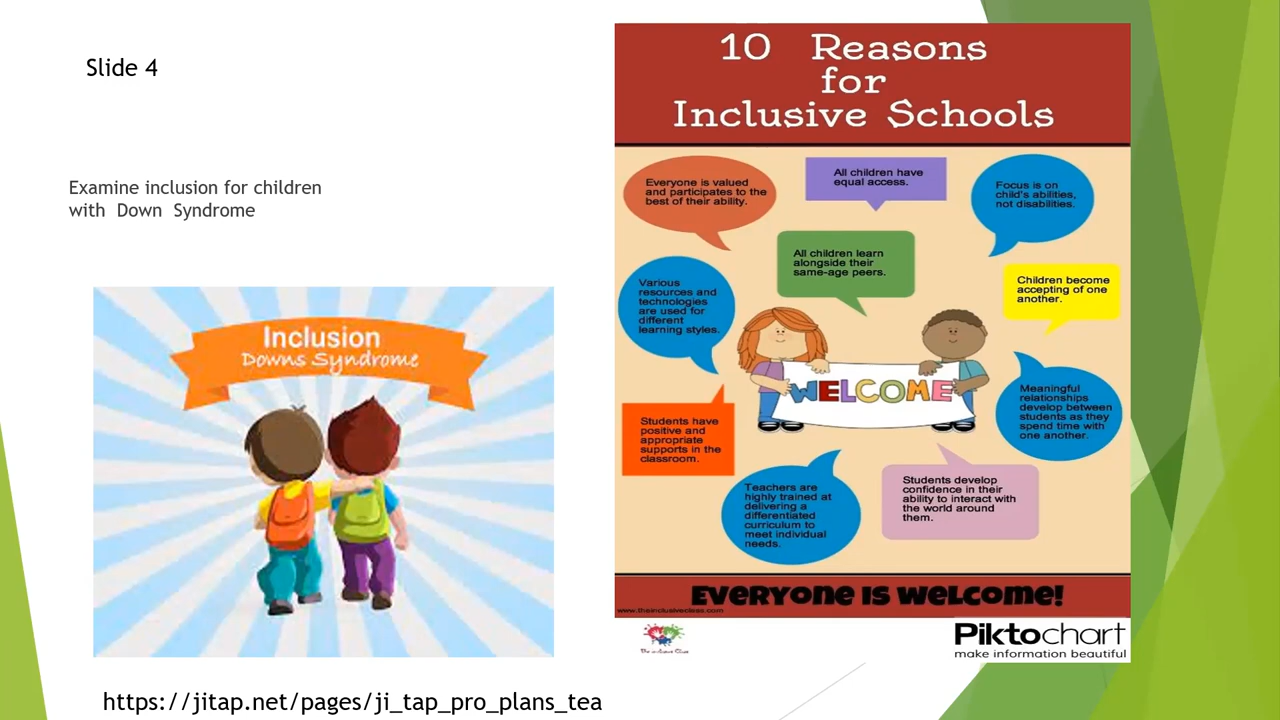 Slide 4
Examine inclusion for children
with Down Syndrome
Inclusion
Downs Syndrome
https://jitap.net/pages/ji_tap_pro_plans_tea
10 Reasons
for
Inclusive Schools
Everyone is valued
and participates to the
best of their ability.
All children have
equal access.
Focus is on
child's abilities,
not disabilities.
All children learn
alongside their
same-age peers.
Various
resources and
technologies
are used for
different
learning styles.
Children become
accepting of one
another.
WELCOME
Students have
positive and
appropriate
supports in the
classroom.
Meaningful
relationships
develop between
students as they
spend time with
one another.
Teachers are
highly trained at
delivering a
differentiated
curriculum to
meet individual
needs.
Students develop
confidence in their
ability to interact with
the world around
them.
EVERYONE IS WELCOME!
www.theinclusiveclass.com
The Inclusive Class
Piktochart
make information beautiful